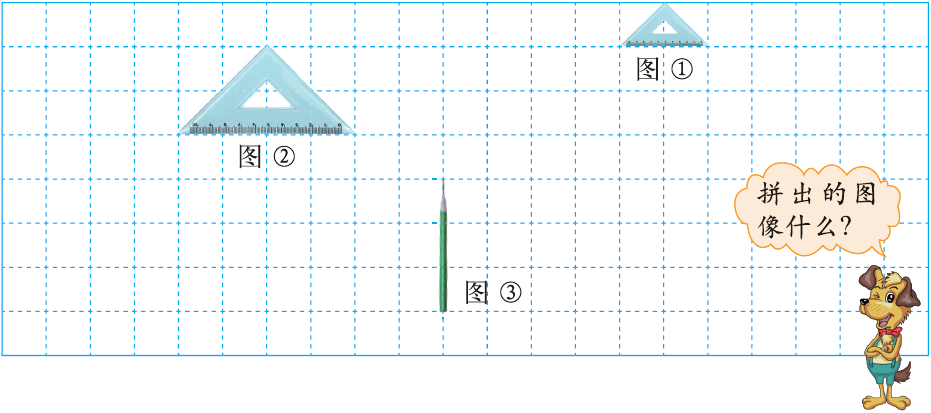 图 ①
图 ②
拼出的图
像什么？
图 ③